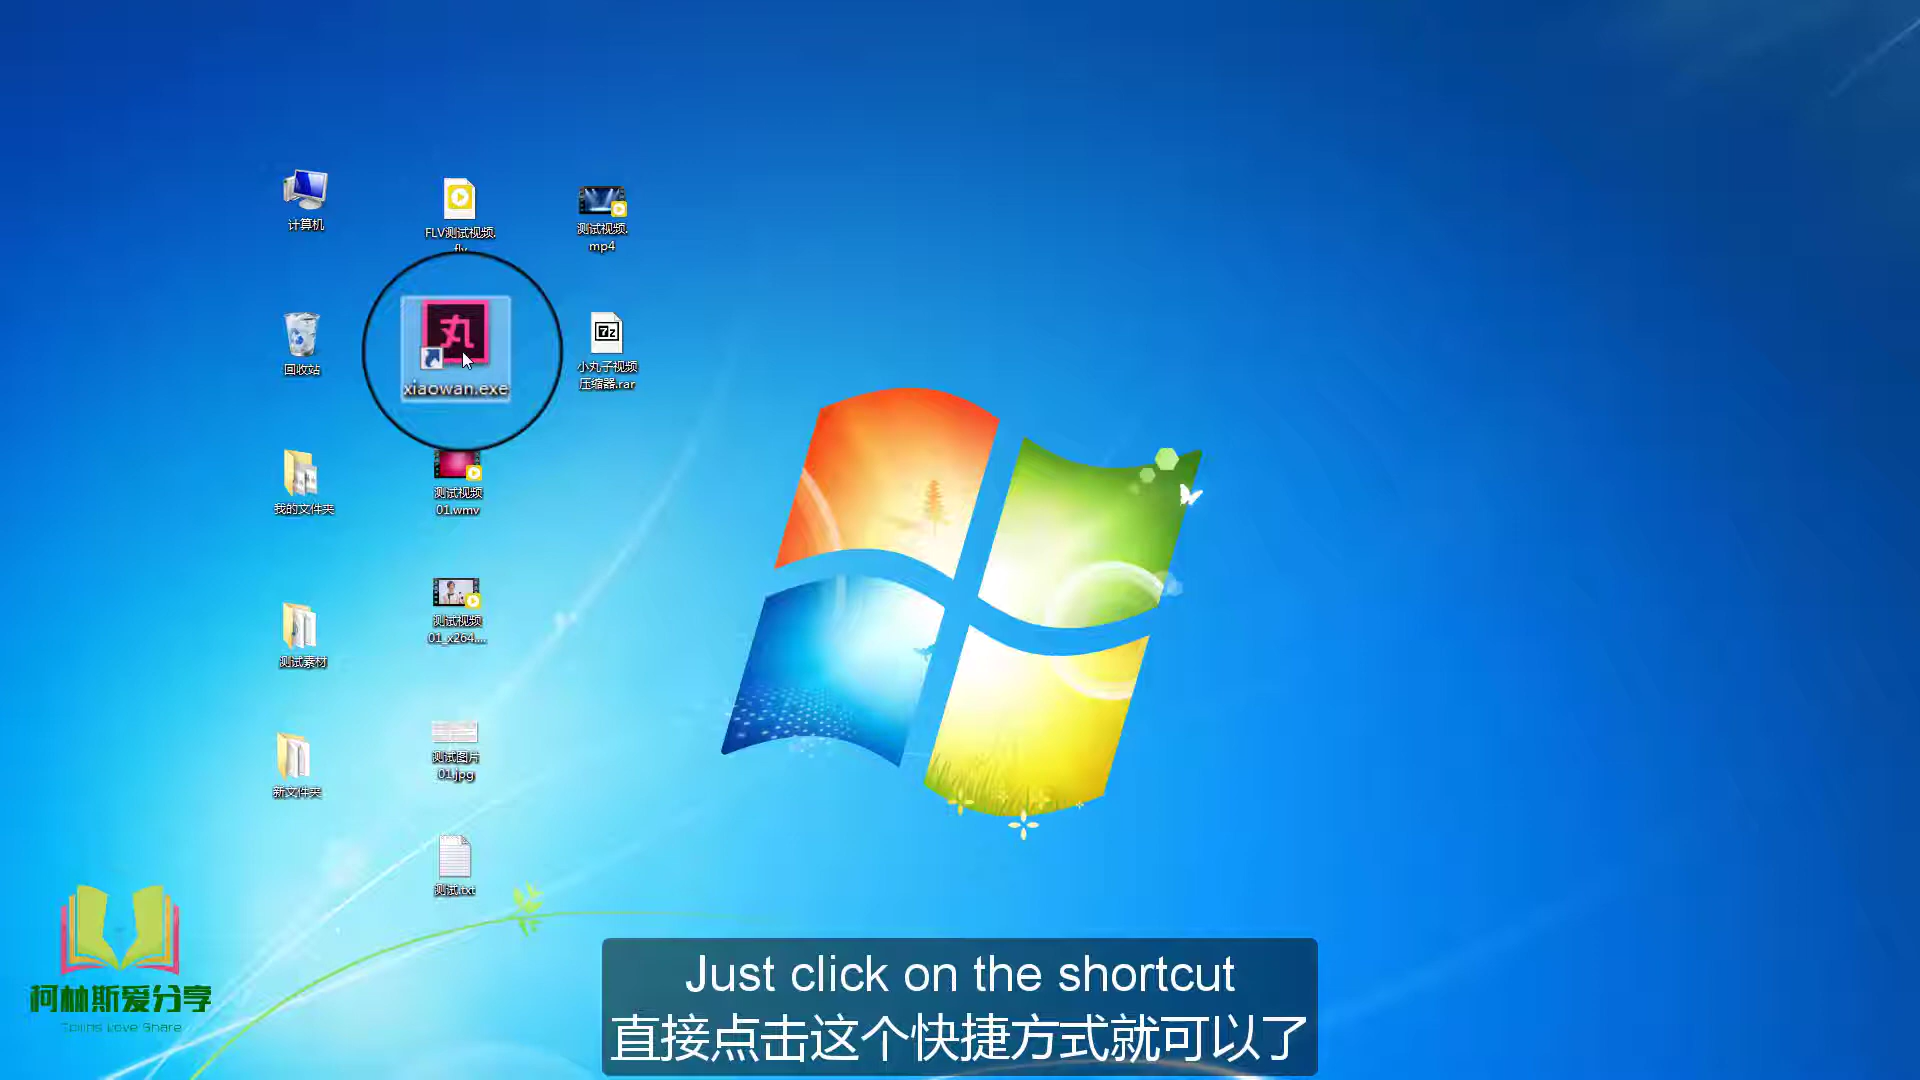 计算机
FLV测试视频.
flv
测试视频.
mp4
丸
xiaowan.exe
回收站
7z
小丸子视频
压缩器.rar
我的文件夹
测试视频
01.wmv
测试素材
测试视频
01_x264....
新文件夹
测试图片
01.jpg
测试.txt
柯林斯爱分享
Collins Love Share
Just click on the shortcut
直接点击这个快捷方式就可以了